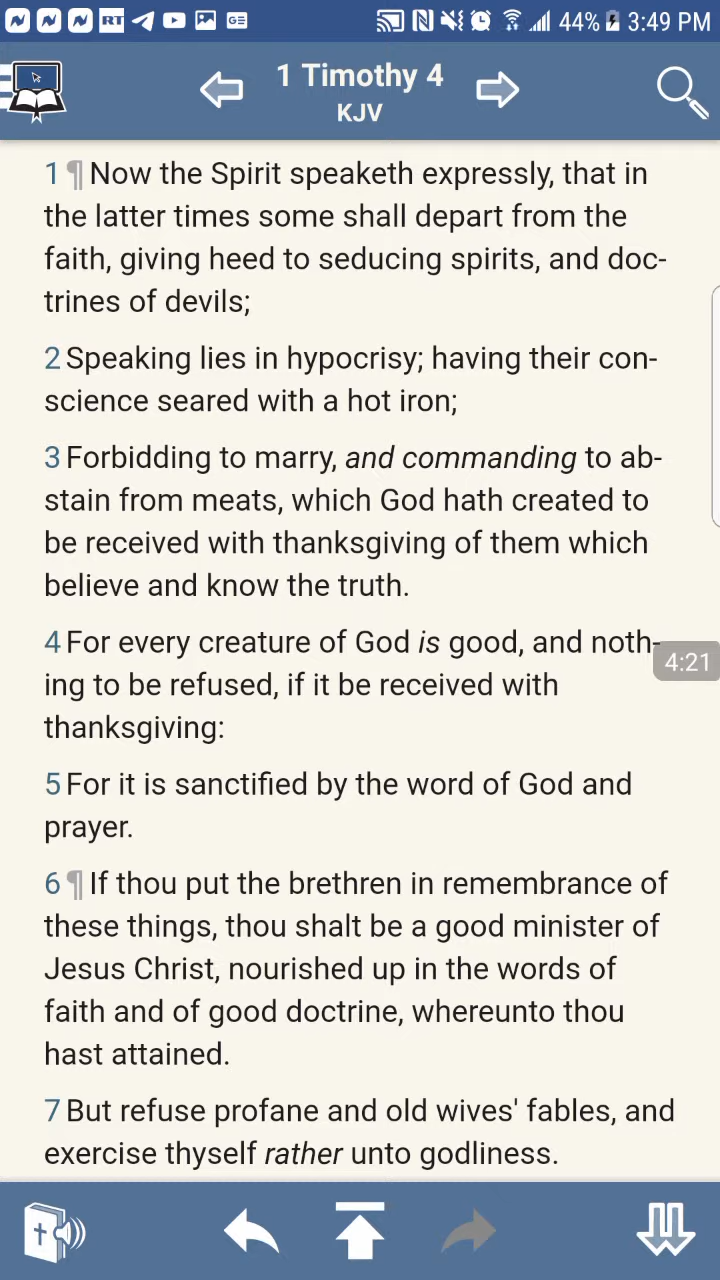 RT GE 44% 3:49 PM
1 Timothy 4
KJV
1 ¶ Now the Spirit speaketh expressly, that in
the latter times some shall depart from the
faith, giving heed to seducing spirits, and doc-
trines of devils;
2 Speaking lies in hypocrisy; having their con-
science seared with a hot iron;
3 Forbidding to marry, and commanding to ab-
stain from meats, which God hath created to
be received with thanksgiving of them which
believe and know the truth.
4 For every creature of God is good, and noth-
4:21
ing to be refused, if it be received with
thanksgiving:
5 For it is sanctified by the word of God and
prayer.
6 ¶ If thou put the brethren in remembrance of
these things, thou shalt be a good minister of
Jesus Christ, nourished up in the words of
faith and of good doctrine, whereunto thou
hast attained.
7 But refuse profane and old wives' fables, and
exercise thyself rather unto godliness.